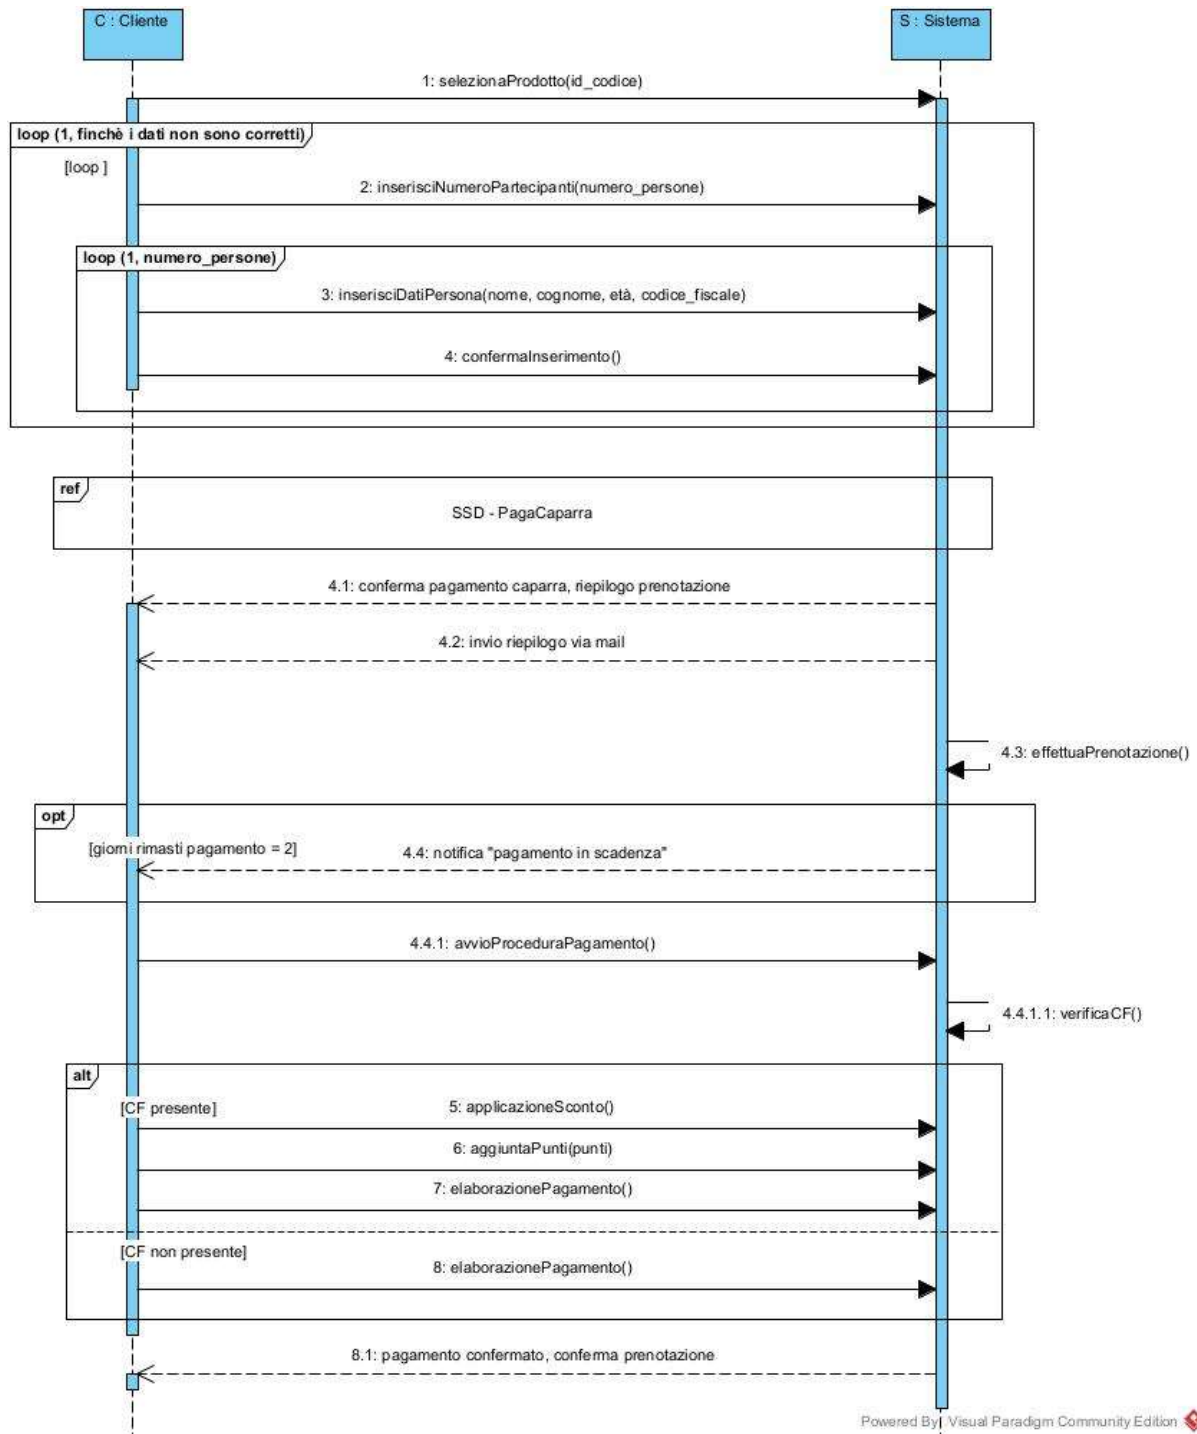 C : Cliente
S : Sistema
1: selezionaProdotto(id_codice)
loop (1, finchè i dati non sono corretti)
[loop ]
2: inserisciNumeroPartecipanti(numero_persone)
loop (1, numero_persone)
3: inserisciDatiPersona(nome, cognome, età, codice_fiscale)
4: confermaInserimento()
ref
SSD - PagaCaparra
4.1: conferma pagamento caparra, riepilogo prenotazione
4.2: invio riepilogo via mail
4.3: effettuaPrenotazione()
opt
[giorni rimasti pagamento = 2]
4.4: notifica "pagamento in scadenza"
4.4.1: avvioProceduraPagamento()
4.4.1.1: verificaCF()
alt
[CF presente]
5: applicazioneSconto()
6: aggiuntaPunti(punti)
7: elaborazionePagamento()
[CF non presente]
8: elaborazionePagamento()
8.1: pagamento confermato, conferma prenotazione
Powered By Visual Paradigm Community Edition